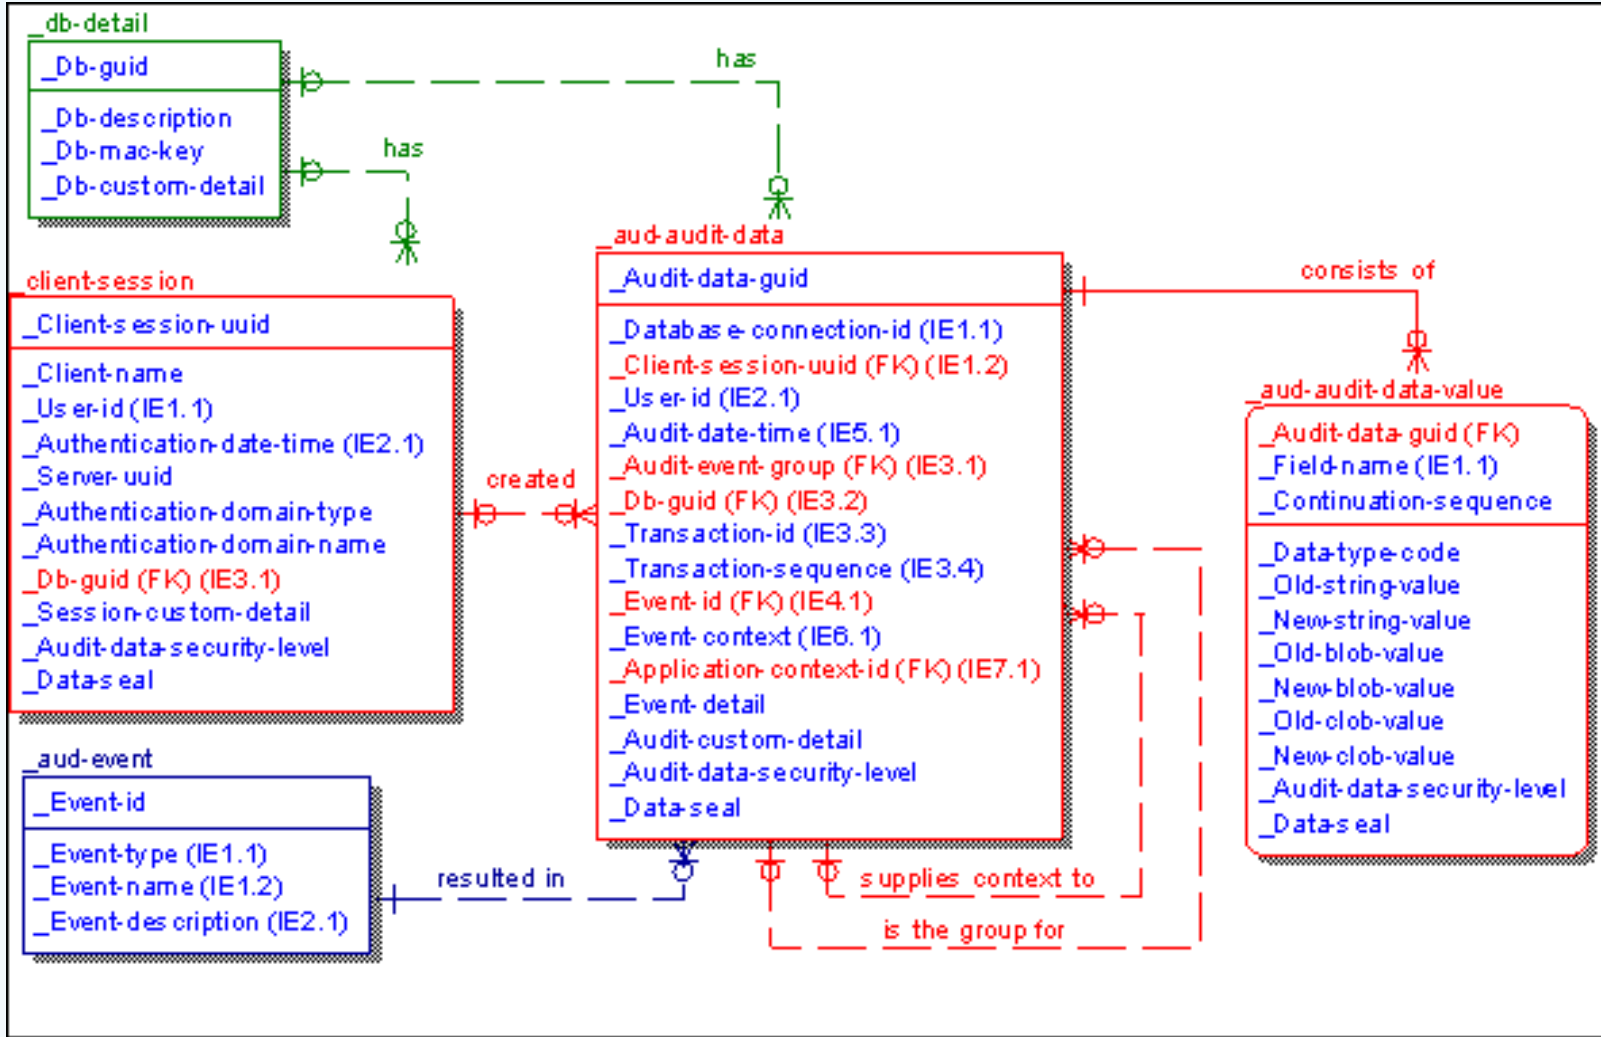 _db-detail
_Db-guid
_Db-description
_Db-mac-key
_Db-custom-detail
has
has
_client-session
_Client-session-uuid
_Client-name
_User-id (IE1.1)
_Authentication-date-time (IE2.1)
_Server-uuid
_Authentication-domain-type
_Authentication-domain-name
_Db-guid (FK) (IE3.1)
_Session-custom-detail
_Audit-data-security-level
_Data-seal
created
_aud-event
_Event-id
_Event-type (IE1.1)
_Event-name (IE1.2)
_Event-description (IE2.1)
resulted in
_aud-audit-data
_Audit-data-guid
_Database-connection-id (IE1.1)
_Client-session-uuid (FK) (IE1.2)
_User-id (IE2.1)
_Audit-date-time (IE5.1)
_Audit-event-group (FK) (IE3.1)
_Db-guid (FK) (IE3.2)
_Transaction-id (IE3.3)
_Transaction-sequence (IE3.4)
_Event-id (FK) (IE4.1)
_Event-context (IE6.1)
_Application-context-id (FK) (IE7.1)
_Event-detail
_Audit-custom-detail
_Audit-data-security-level
_Data-seal
supplies context to
is the group for
consists of
_aud-audit-data-value
_Audit-data-guid (FK)
_Field-name (IE1.1)
_Continuation-sequence
_Data-type-code
_Old-string-value
_New-string-value
_Old-blob-value
_New-blob-value
_Old-clob-value
_New-clob-value
_Audit-data-security-level
_Data-seal